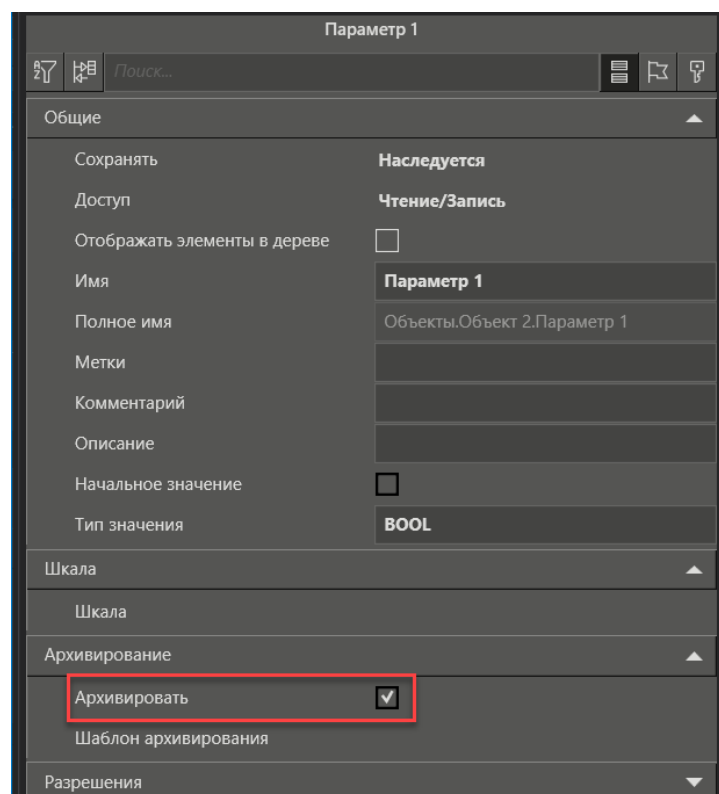 Параметр 1
Поиск...
Общие
Сохранять Наследуется
Доступ Чтение/Запись
Отображать элементы в дереве
Имя Параметр 1
Полное имя Объекты.Объект 2.Параметр 1
Метки
Комментарий
Описание
Начальное значение
Тип значения BOOL
Шкала
Шкала
Архивирование
Архивировать
Шаблон архивирования
Разрешения